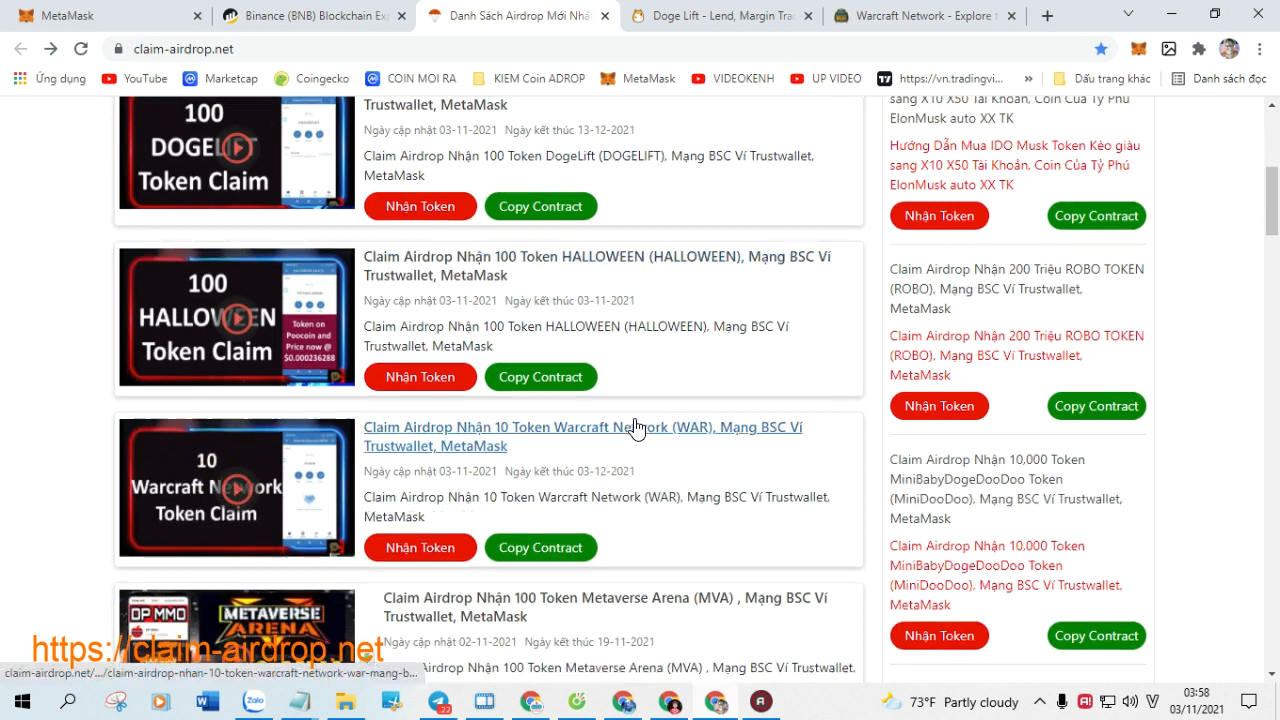 MetaMask
Binance (BNB) Blockchain Exp
Danh Sách Airdrop Mới Nhấ
Doge Lift - Lend, Margin Trac
Warcraft Network - Explore t
claim-airdrop.net
Ứng dụng
YouTube
Marketcap
Coingecko
COIN MOI RA
KIEM Coin ADROP
MetaMask
VIDEOKENH
UP VIDEO
https://vn.tradingvi...
»
Dấu trang khác
Danh sách đọc
100
DOGELIFT
Token Claim
Trustwallet, MetaMask
Ngày cập nhật 03-11-2021 Ngày kết thúc 13-12-2021
Claim Airdrop Nhận 100 Token DogeLift (DOGELIFT), Mạng BSC Ví Trustwallet,
MetaMask
Nhận Token Copy Contract
100
HALLOWEEN
Token Claim
Token on
Poocoin and
Price now @
$0.000236288
Claim Airdrop Nhận 100 Token HALLOWEEN (HALLOWEEN), Mạng BSC Ví
Trustwallet, MetaMask
Ngày cập nhật 03-11-2021 Ngày kết thúc 03-11-2021
Claim Airdrop Nhận 100 Token HALLOWEEN (HALLOWEEN), Mạng BSC Ví
Trustwallet, MetaMask
Nhận Token Copy Contract
10
Warcraft Network
Token Claim
Claim Airdrop Nhận 10 Token Warcraft Network (WAR), Mạng BSC Ví
Trustwallet, MetaMask
Ngày cập nhật 03-11-2021 Ngày kết thúc 03-12-2021
Claim Airdrop Nhận 10 Token Warcraft Network (WAR), Mạng BSC Ví Trustwallet,
MetaMask
Nhận Token Copy Contract
OP MMO
METAVERSE
ARENA
Claim Airdrop Nhận 100 Token Metaverse Arena (MVA) , Mạng BSC Ví
Trustwallet, MetaMask
Ngày cập nhật 02-11-2021 Ngày kết thúc 19-11-2021
Airdrop Nhận 100 Token Metaverse Arena (MVA) , Mạng BSC Ví Trustwallet,
sang X10 X50 Tài Khoản, Coin Của Tỷ Phú
ElonMusk auto XX TK
Hướng Dẫn Mua IDO Musk Token Kèo giàu
sang X10 X50 Tài Khoản, Coin Của Tỷ Phú
ElonMusk auto XX TK
Nhận Token Copy Contract
Claim Airdrop Nhận 200 Triệu ROBO TOKEN
(ROBO), Mạng BSC Ví Trustwallet,
MetaMask
Claim Airdrop Nhận 200 Triệu ROBO TOKEN
(ROBO), Mạng BSC Ví Trustwallet,
MetaMask
Nhận Token Copy Contract
Claim Airdrop Nhận 10,000 Token
MiniBabyDogeDooDoo Token
(MiniDooDoo), Mạng BSC Ví Trustwallet,
MetaMask
Claim Airdrop Nhận 10,000 Token
MiniBabyDogeDooDoo Token
(MiniDooDoo), Mạng BSC Ví Trustwallet,
MetaMask
Nhận Token Copy Contract
https://claim-airdrop.net
claim-airdrop.net/.../claim-airdrop-nhan-10-token-warcraft-network-war-mang-b...
Zalo
22
73°F Partly cloudy
03:58
03/11/2021